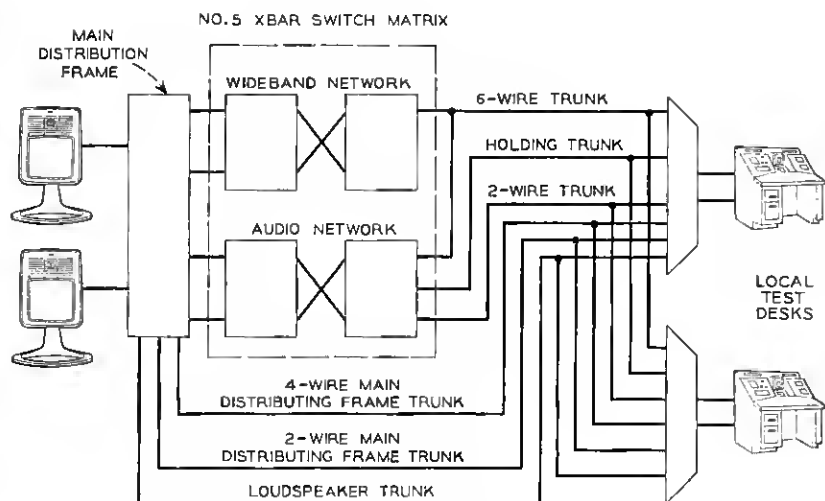 NO.5 XBAR SWITCH MATRIX
MAIN
DISTRIBUTION
FRAME
WIDEBAND NETWORK
6-WIRE TRUNK
HOLDING TRUNK
2-WIRE TRUNK
AUDIO NETWORK
LOCAL
TEST
DESKS
4-WIRE MAIN
DISTRIBUTING FRAME TRUNK
2-WIRE MAIN
DISTRIBUTING FRAME TRUNK
LOUDSPEAKER TRUNK